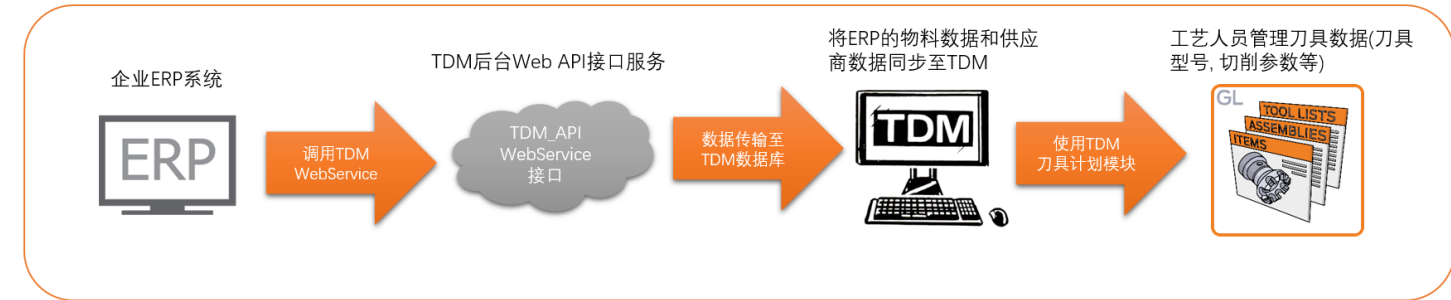 企业ERP系统
ERP
调用TDM
WebService
TDM后台Web API接口服务
TDM_API
WebService
接口
数据传输至
TDM数据库
将ERP的物料数据和供应
商数据同步至TDM
TDM
使用TDM
刀具计划模块
工艺人员管理刀具数据(刀具
型号, 切削参数等)
GL
TOOL LISTS
ASSEMBLIES
ITEMS